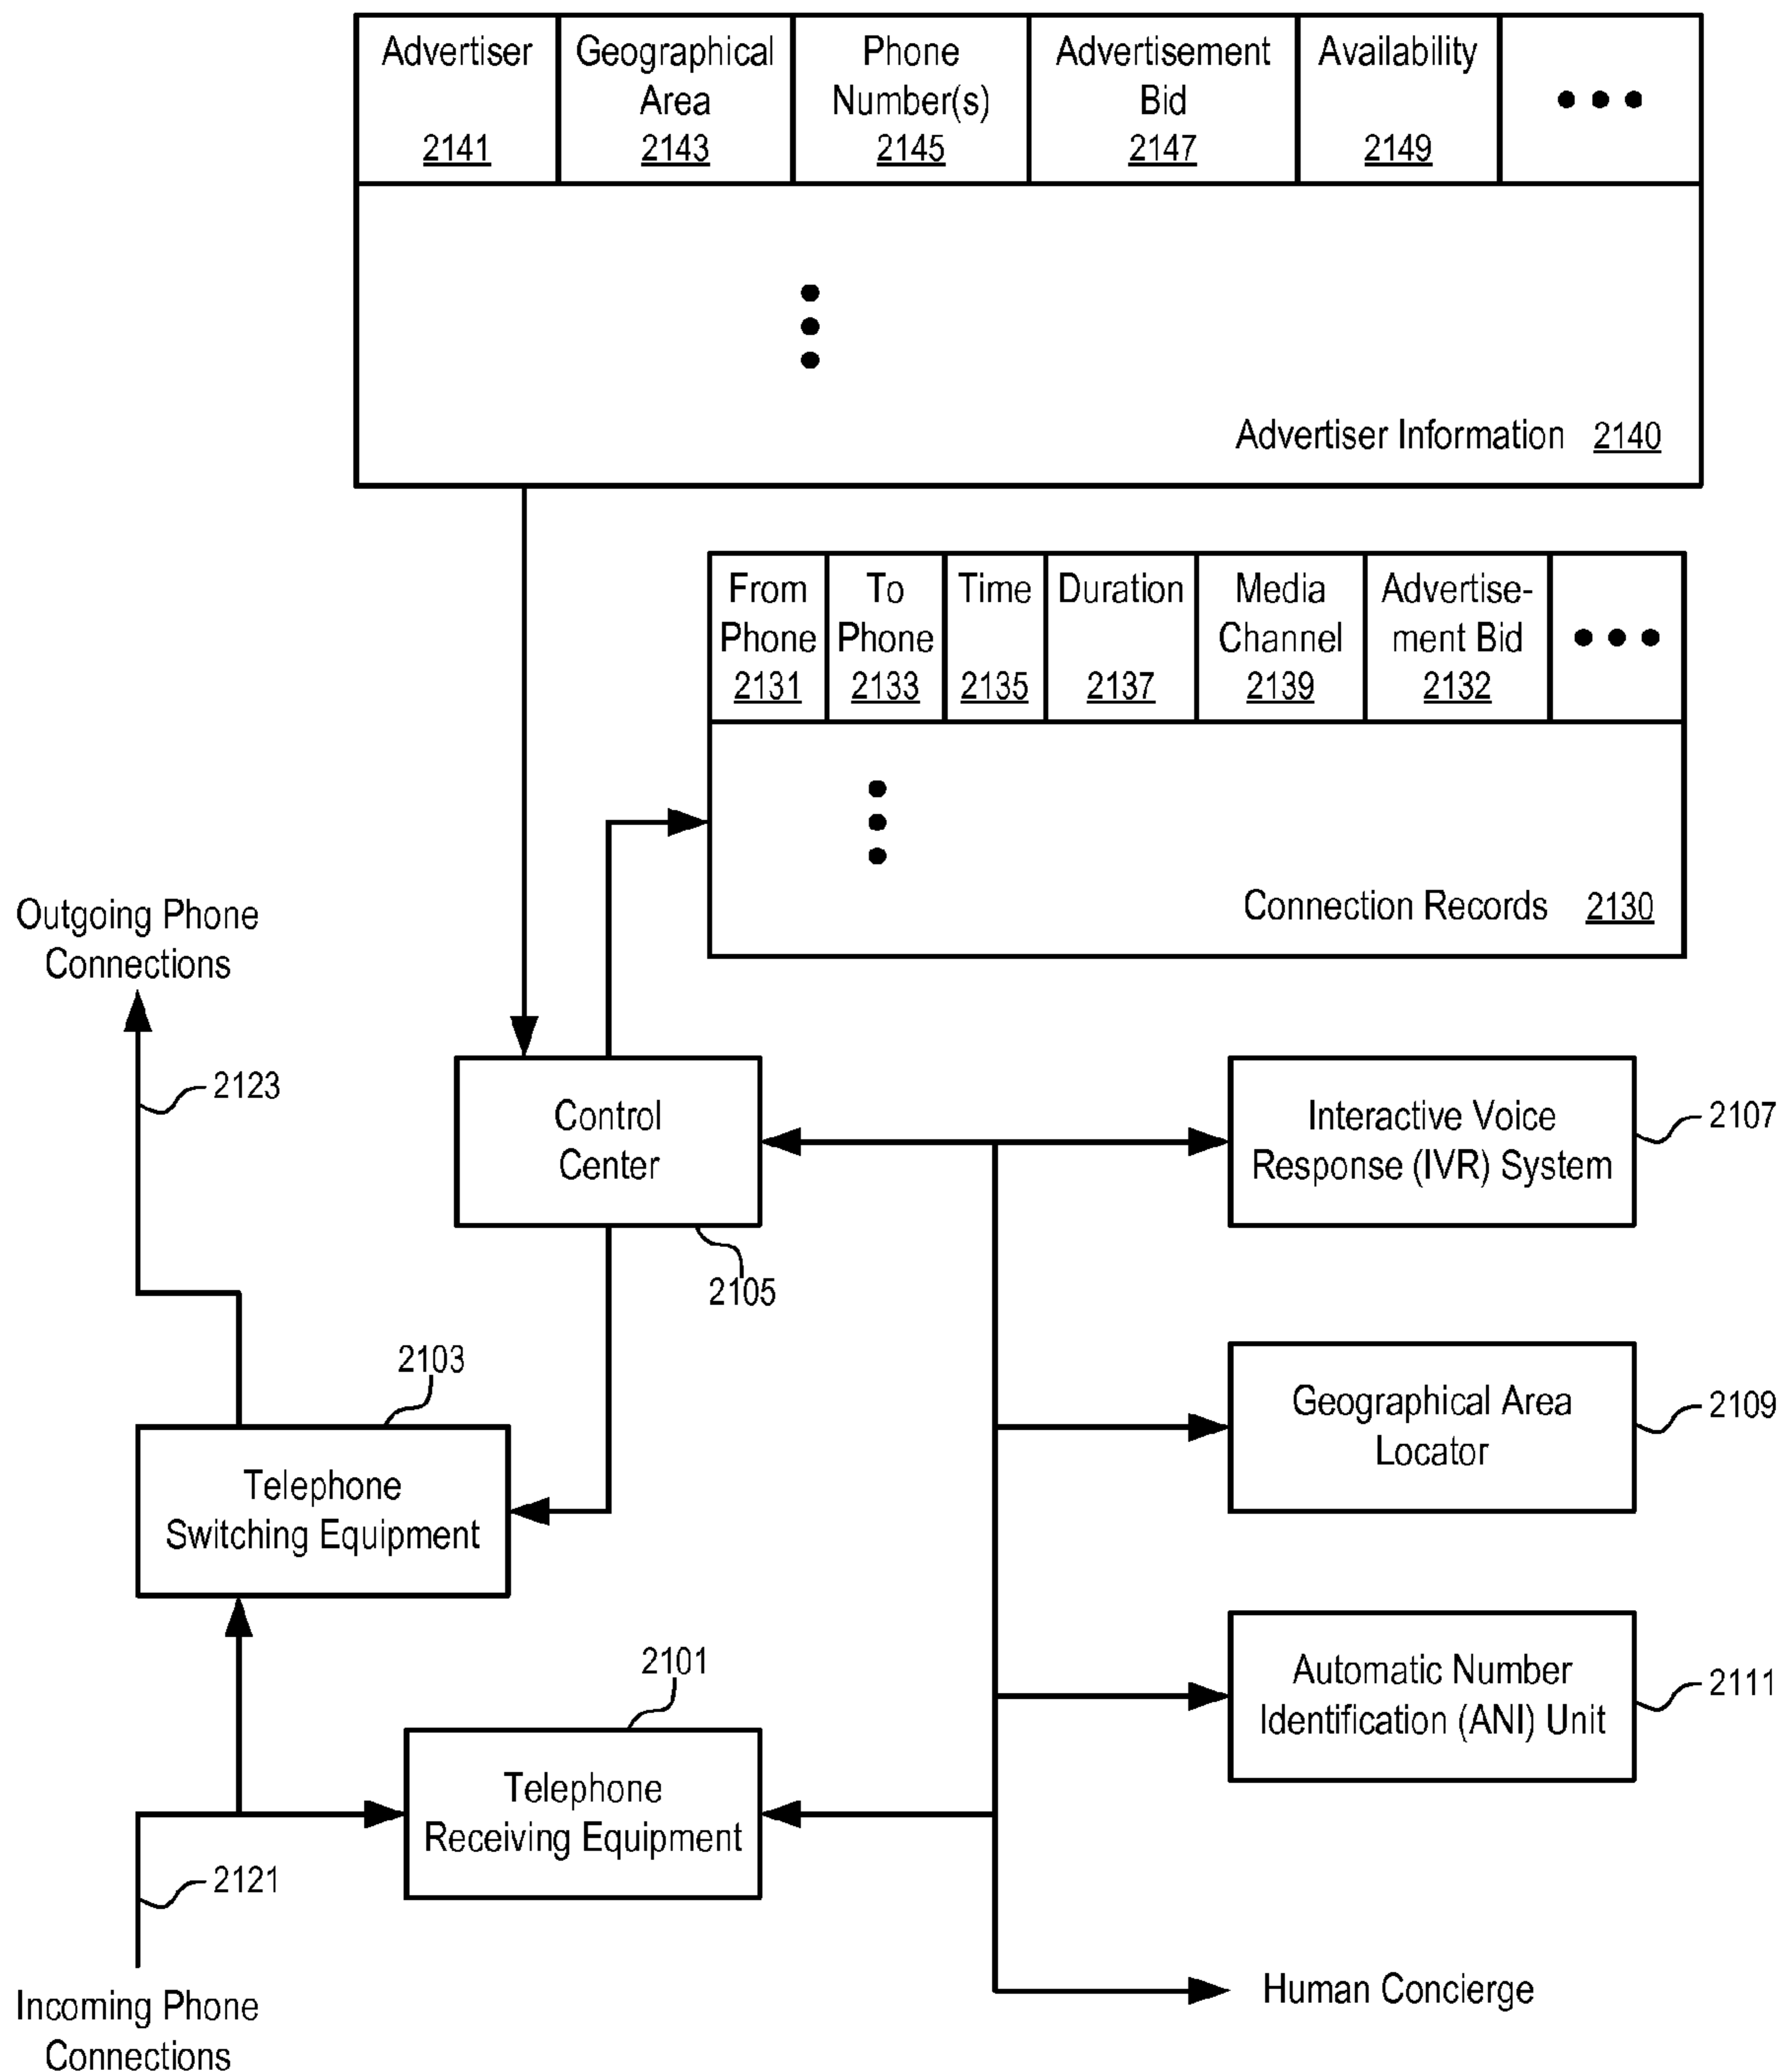 Advertiser
2141
Geographical
Area
2143
Phone
Number(s)
2145
Advertisement
Bid
2147
Availability
2149
Advertiser Information 2140
From
Phone
2131
To
Phone
2133
Time
2135
Duration
2137
Media
Channel
2139
Advertise-
ment Bid
2132
Connection Records 2130
Outgoing Phone
Connections
2123
Control
Center
2105
Interactive Voice
Response (IVR) System
2107
2103
Telephone
Switching Equipment
Geographical Area
Locator
2109
2101
Telephone
Receiving Equipment
Automatic Number
Identification (ANI) Unit
2111
2121
Incoming Phone
Connections
Human Concierge